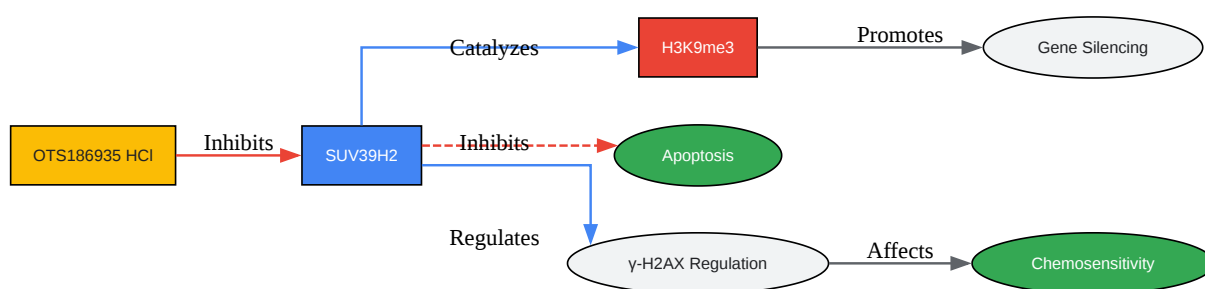 Catalyzes
H3K9me3
Promotes
Gene Silencing
OTS186935 HCl
Inhibits
SUV39H2
Inhibits
Apoptosis
Regulates
γ-H2AX Regulation
Affects
Chemosensitivity